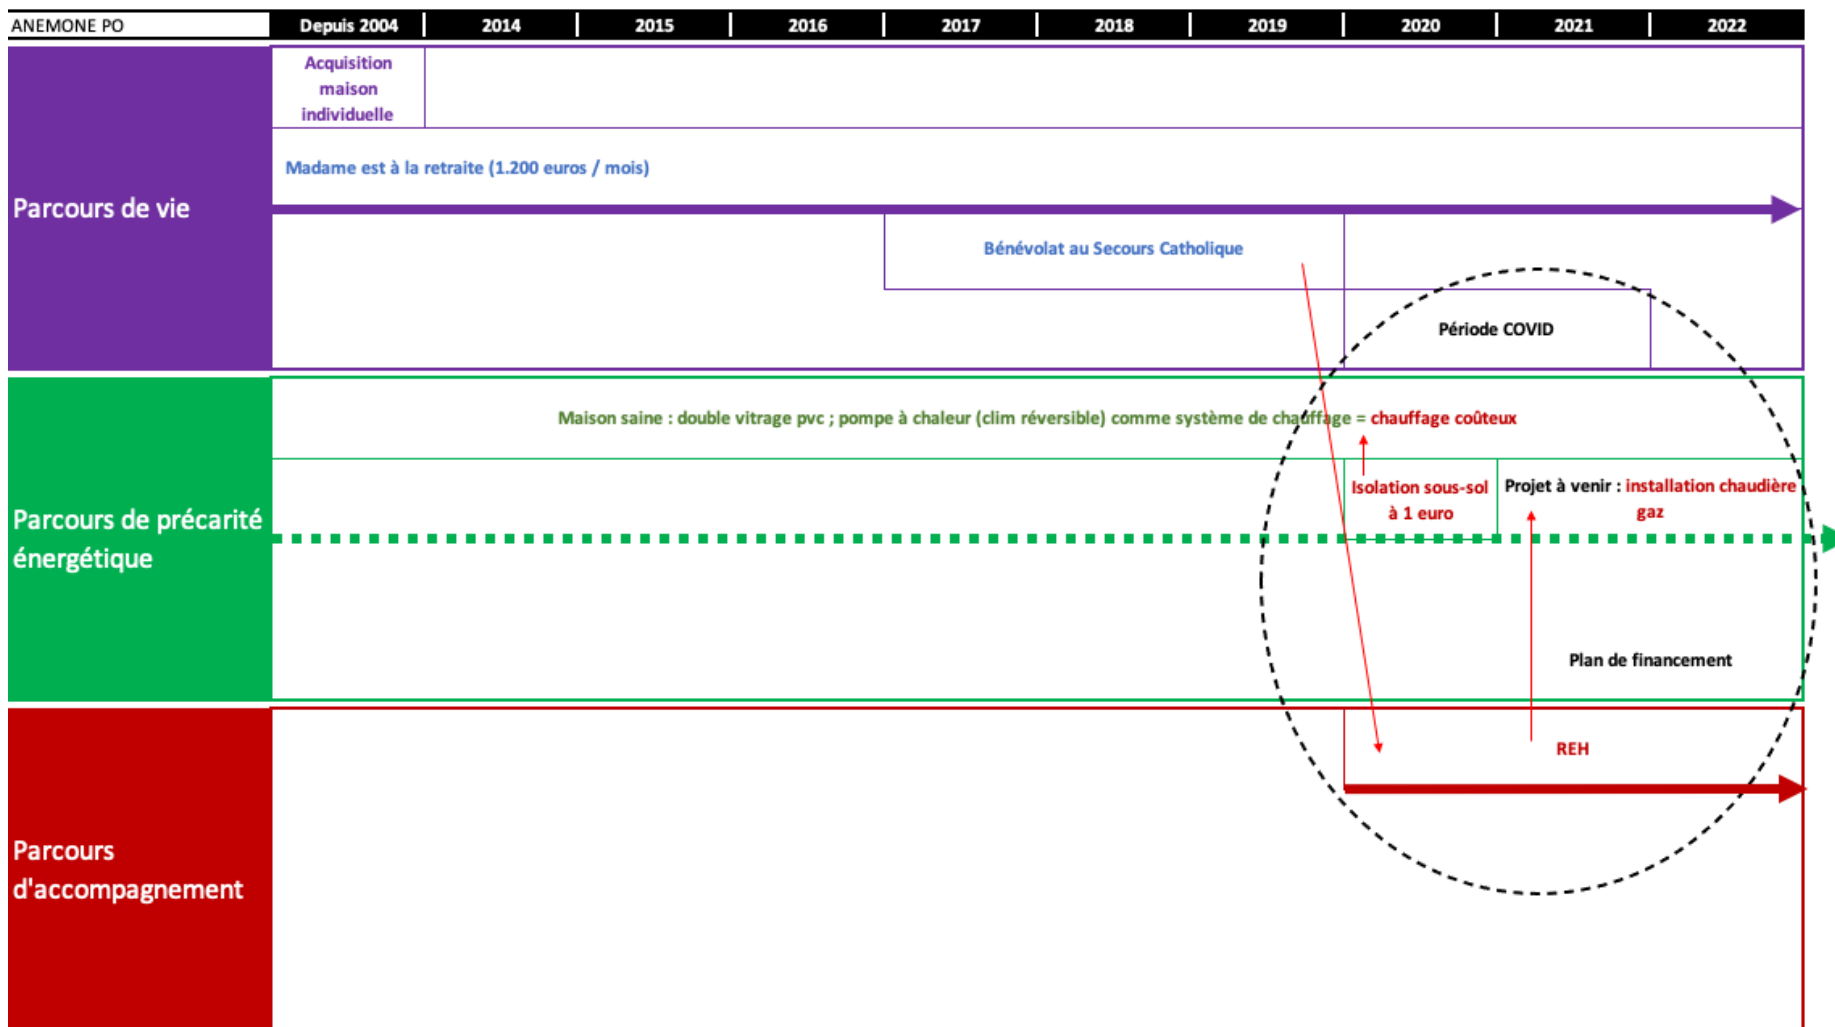 ANEMONE PO
Depuis 2004
2014
2015
2016
2017
2018
2019
2020
2021
2022
Parcours de vie
Acquisition
maison
individuelle
Madame est à la retraite (1.200 euros / mois)
Bénévolat au Secours Catholique
Période COVID
Parcours de précarité
énergétique
Maison saine : double vitrage pvc ; pompe à chaleur (clim réversible) comme système de chauffage = chauffage coûteux
Isolation sous-sol
à 1 euro
Projet à venir : installation chaudière
gaz
Plan de financement
Parcours
d'accompagnement
REH